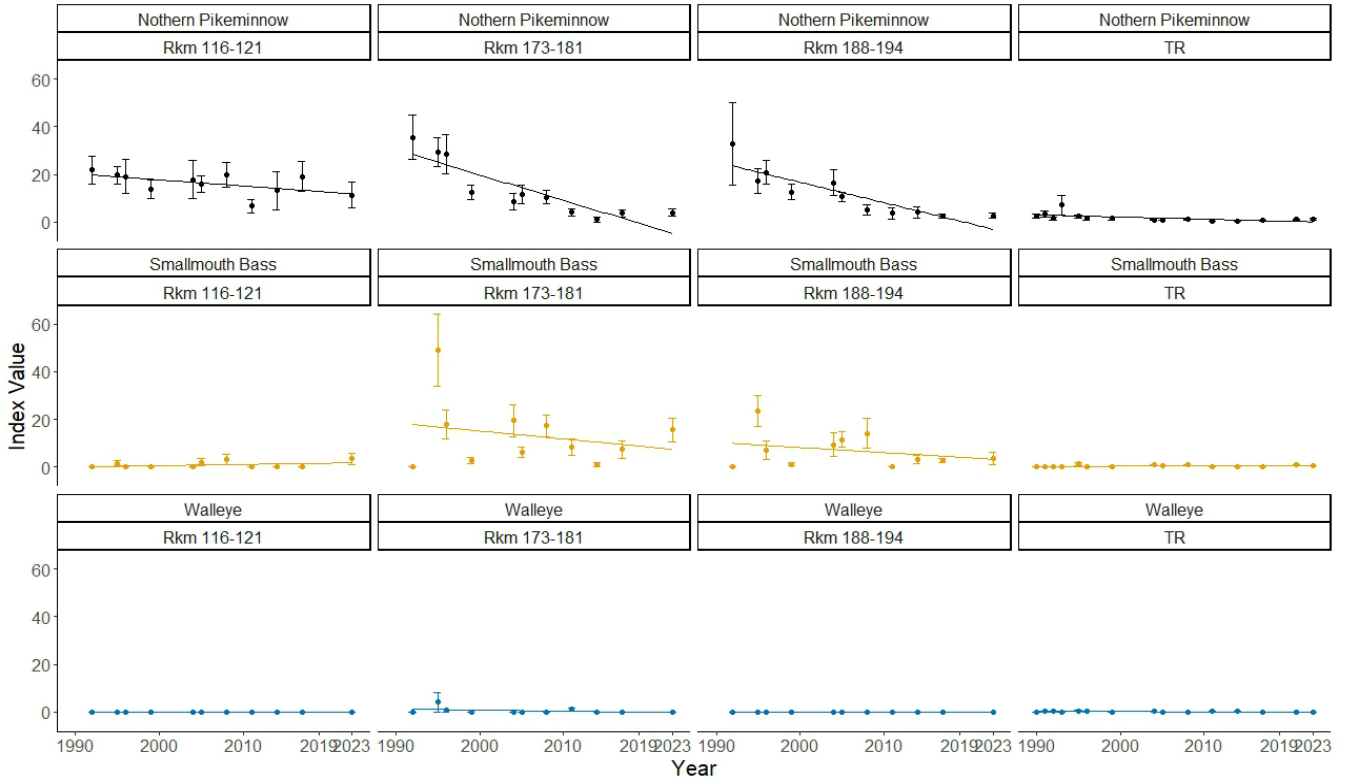 Nothern Pikeminnow Nothern Pikeminnow Nothern Pikeminnow Nothern Pikeminnow
Rkm 116-121 Rkm 173-181 Rkm 188-194 TR
60
40
20
0
Smallmouth Bass Smallmouth Bass Smallmouth Bass Smallmouth Bass
Rkm 116-121 Rkm 173-181 Rkm 188-194 TR
Index Value
60
40
20
0
Walleye Walleye Walleye Walleye
Rkm 116-121 Rkm 173-181 Rkm 188-194 TR
60
40
20
0
1990 2000 2010 2019 2023 1990 2000 2010 2019 2023 1990 2000 2010 2019 2023 1990 2000 2010 2019 2023
Year